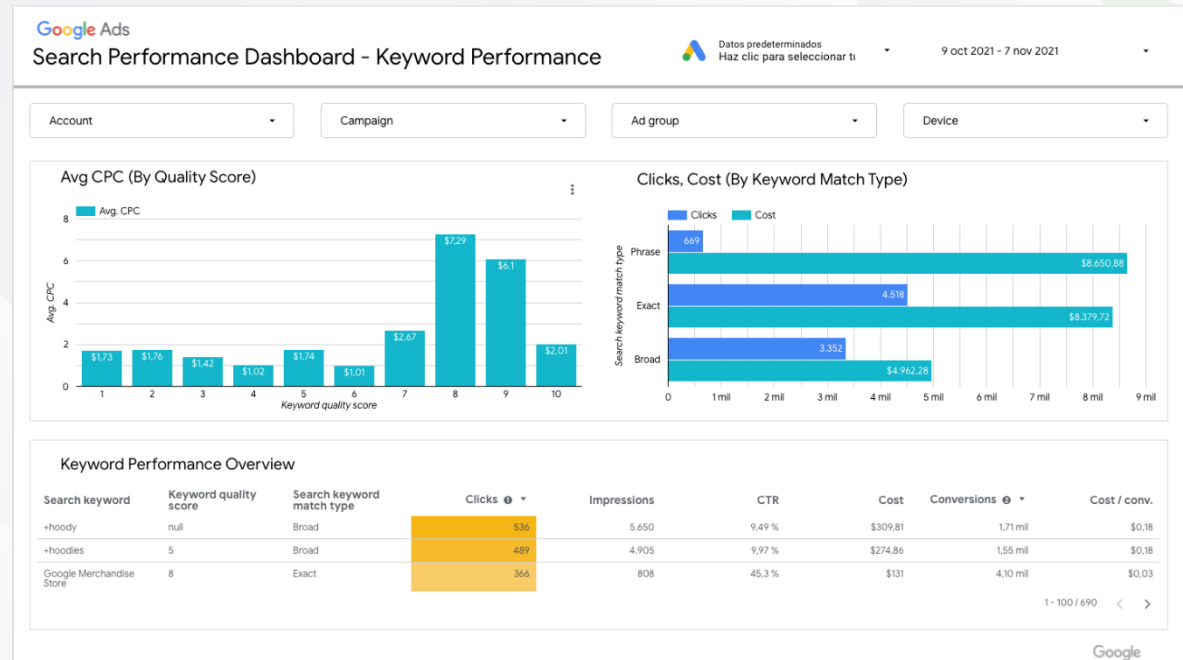 Google Ads
Search Performance Dashboard - Keyword Performance
Datos predeterminados
Haz clic para seleccionar tu
9 oct 2021 - 7 nov 2021
Account
Campaign
Ad group
Device
Avg CPC (By Quality Score)
Avg. CPC
8
6
4
2
0
Avg. CPC
$1,73
$1,76
$1,42
$1,02
$1,74
$1,01
$2,67
$7,29
$6,1
$2,01
1 2 3 4 5 6 7 8 9 10
Keyword quality score
Clicks, Cost (By Keyword Match Type)
Clicks Cost
Search keyword match type
Phrase
669
$8.650,88
Exact
4.518
$8.379,72
Broad
3.352
$4.962,28
0 1 mil 2 mil 3 mil 4 mil 5 mil 6 mil 7 mil 8 mil 9 mil
Keyword Performance Overview
Search keyword Keyword quality score Search keyword match type Clicks Impressions CTR Cost Conversions Cost / conv.
+hoody null Broad 536 5.650 9,49 % $309,81 1,71 mil $0,18
+hoodies 5 Broad 489 4.905 9,97 % $274,86 1,55 mil $0,18
Google Merchandise Store 8 Exact 366 808 45,3 % $131 4,10 mil $0,03
1 - 100 / 690
Google